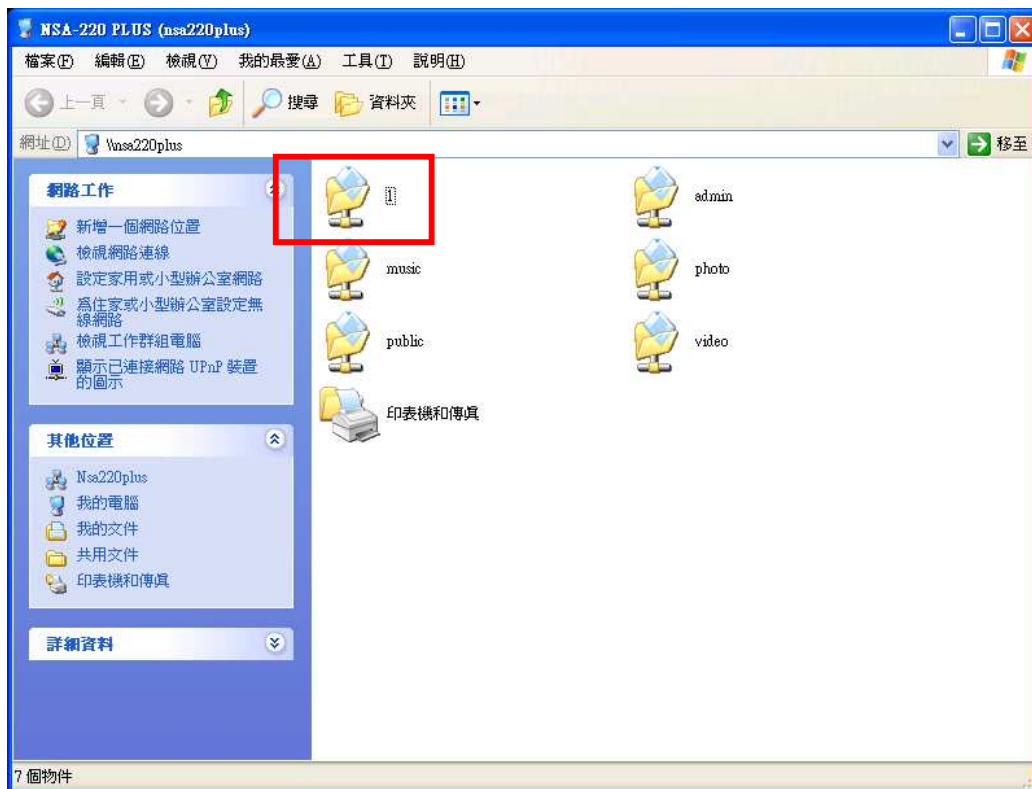 NSA-220 PLUS (nsa220plus)
檔案(F) 編輯(E) 檢視(V) 我的最愛(A) 工具(T) 說明(H)
上一頁 搜尋 資料夾
網址(D) \\nsa220plus 移至
網路工作
新增一個網路位置
檢視網路連線
設定家用或小型辦公室網路
為住家或小型辦公室設定無
線網路
檢視工作群組電腦
顯示已連接網路 UPnP 裝置
的圖示
其他位置
Nsa220plus
我的電腦
我的文件
共用文件
印表機和傳真
詳細資料
1
admin
music
photo
public
video
印表機和傳真
7 個物件